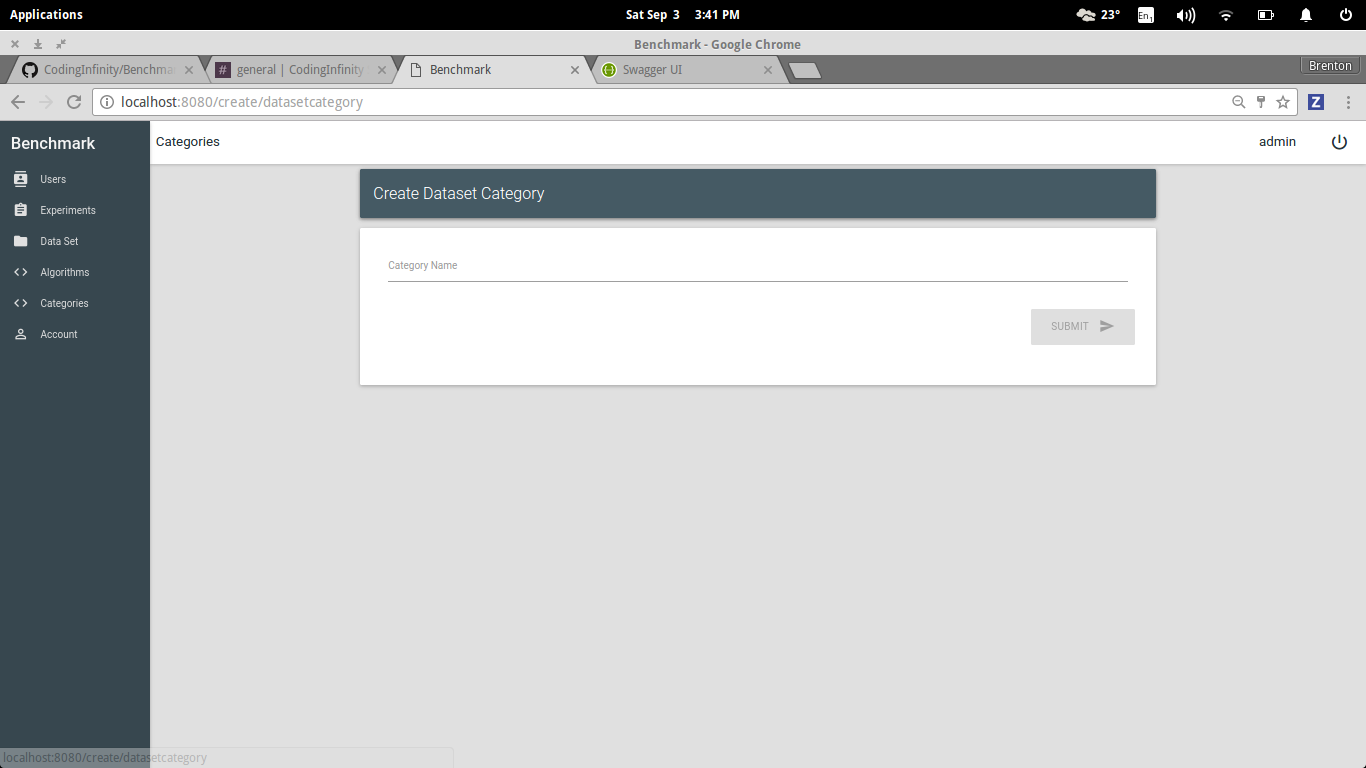 Applications
Sat Sep 3 3:41 PM
23°
En1
Benchmark - Google Chrome
CodingInfinity/Benchma
# general | CodingInfinity
Benchmark
Swagger UI
Brenton
localhost:8080/create/datasetcategory
Z
Benchmark
Categories
admin
Users
Experiments
Data Set
Algorithms
Categories
Account
Create Dataset Category
Category Name
SUBMIT
localhost:8080/create/datasetcategory